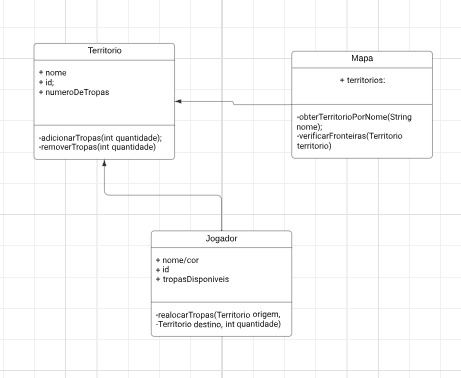 Territorio
+ nome
+ id;
+ numeroDeTropas
-adicionarTropas(int quantidade);
-removerTropas(int quantidade)
Mapa
+ territorios:
-obterTerritorioPorNome(String
nome);
-verificarFronteiras(Territorio
territorio)
Jogador
+ nome/cor
+ id
+ tropasDisponiveis
-realocarTropas(Territorio origem,
-Territorio destino, int quantidade)